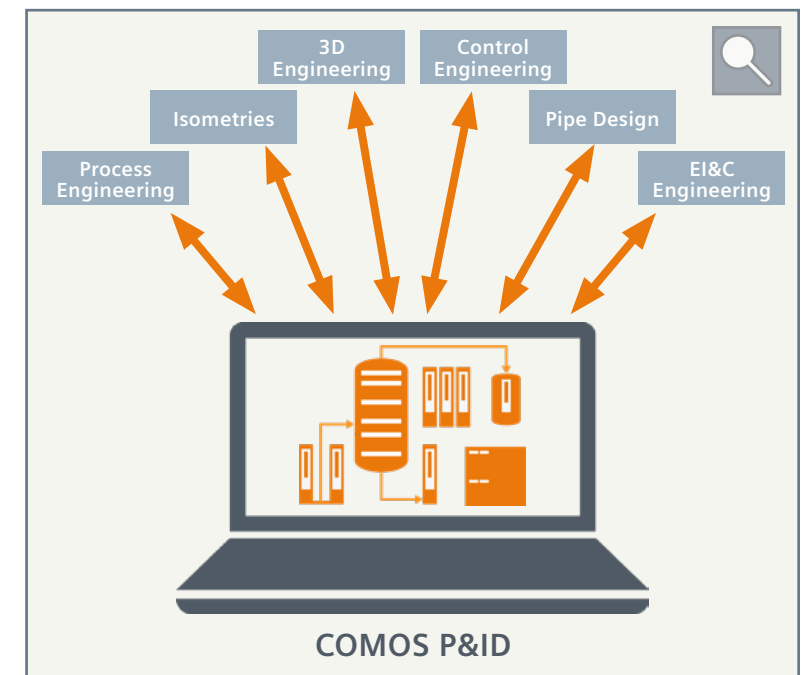 3D
Engineering
Control
Engineering
Isometries
Pipe Design
Process
Engineering
EI&C
Engineering
COMOS P&ID